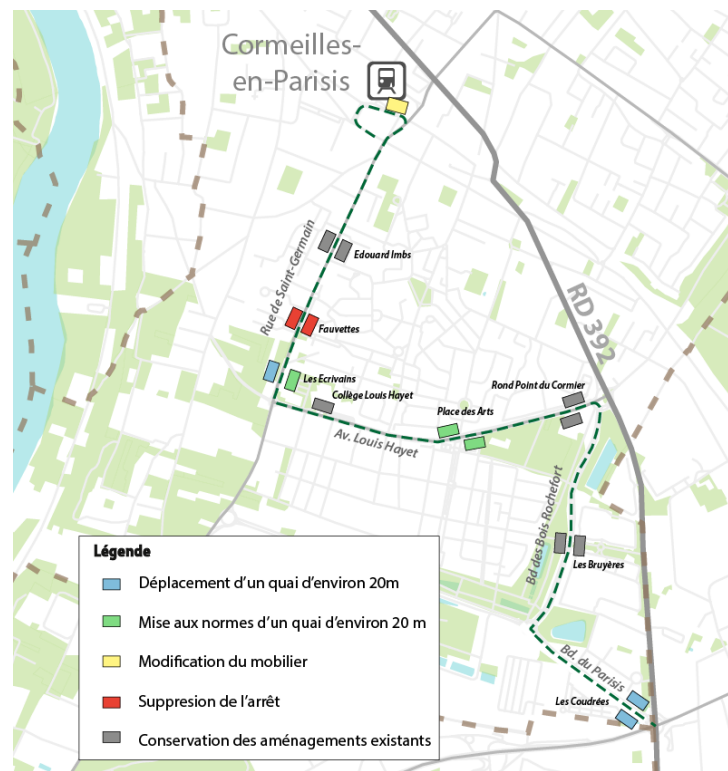 Cormeilles-
en-Parisis
Rue de Saint-Germain
Edouard Imbs
Fauvettes
RD 392
Les Ecrivains
Collège Louis Hayet
Rond Point du Cormier
Place des Arts
Av. Louis Hayet
Bd des Bois Rochefort
Les Bruyères
Bd. du Parisis
Les Coudrées
Légende
Déplacement d'un quai d'environ 20m
Mise aux normes d'un quai d'environ 20 m
Modification du mobilier
Suppresion de l'arrêt
Conservation des aménagements existants